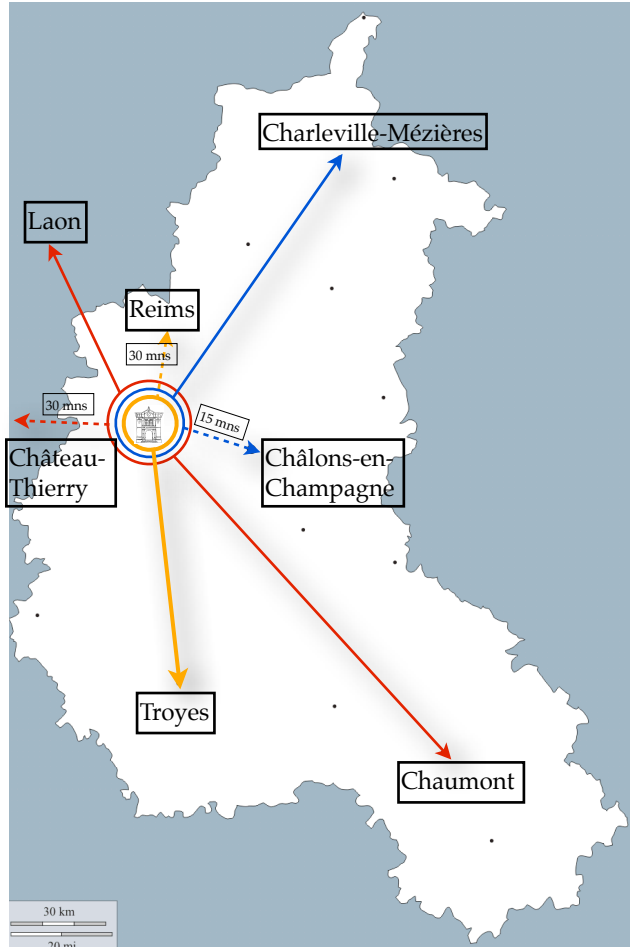 Charleville-Mézières
Laon
Reims
30 mns
30 mns
15 mns
Château-
Thierry
Châlons-en-
Champagne
Troyes
Chaumont
30 km
20 mi